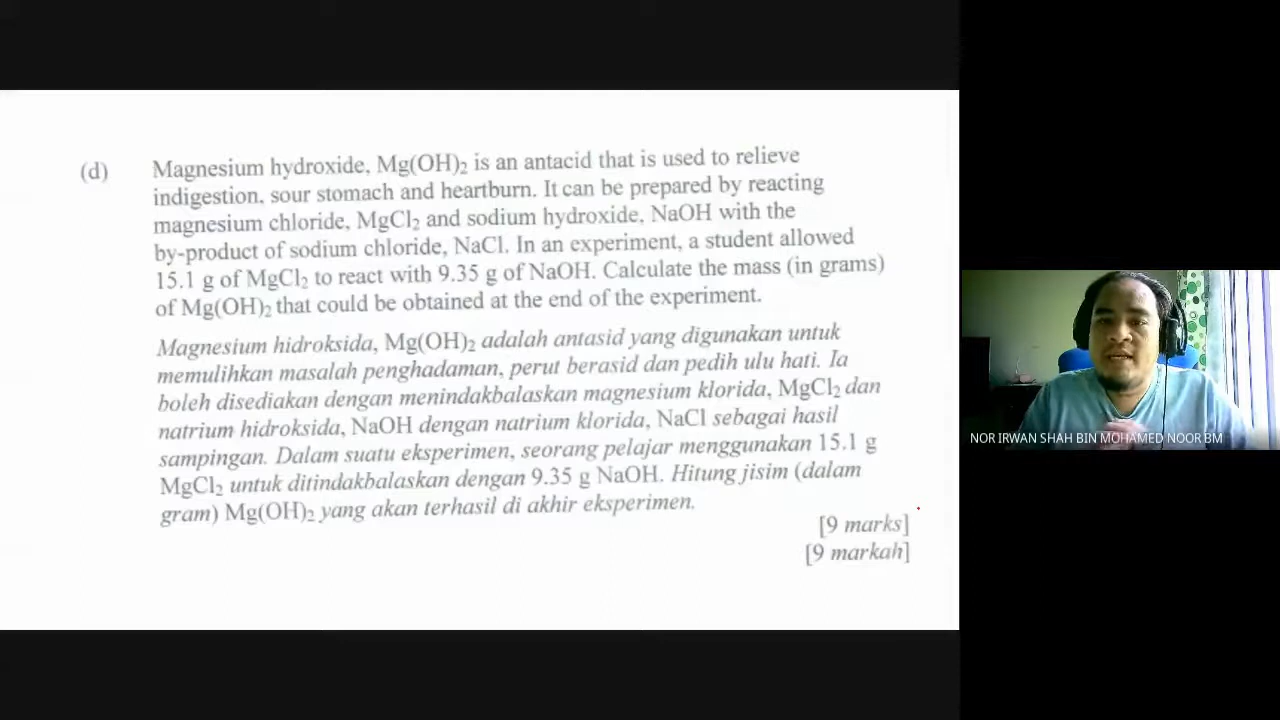 (d) Magnesium hydroxide, Mg(OH)₂ is an antacid that is used to relieve
indigestion, sour stomach and heartburn. It can be prepared by reacting
magnesium chloride, MgCl₂ and sodium hydroxide, NaOH with the
by-product of sodium chloride, NaCl. In an experiment, a student allowed
15.1 g of MgCl₂ to react with 9.35 g of NaOH. Calculate the mass (in grams)
of Mg(OH)₂ that could be obtained at the end of the experiment.
Magnesium hidroksida, Mg(OH)₂ adalah antasid yang digunakan untuk
memulihkan masalah penghadaman, perut berasid dan pedih ulu hati. Ia
boleh disediakan dengan menindakbalaskan magnesium klorida, MgCl₂ dan
natrium hidroksida, NaOH dengan natrium klorida, NaCl sebagai hasil
sampingan. Dalam suatu eksperimen, seorang pelajar menggunakan 15.1 g
MgCl₂ untuk ditindakbalaskan dengan 9.35 g NaOH. Hitung jisim (dalam
gram) Mg(OH)₂ yang akan terhasil di akhir eksperimen.
[9 marks]
[9 markah]
NOR IRWAN SHAH BIN MOHAMED NOOR BM